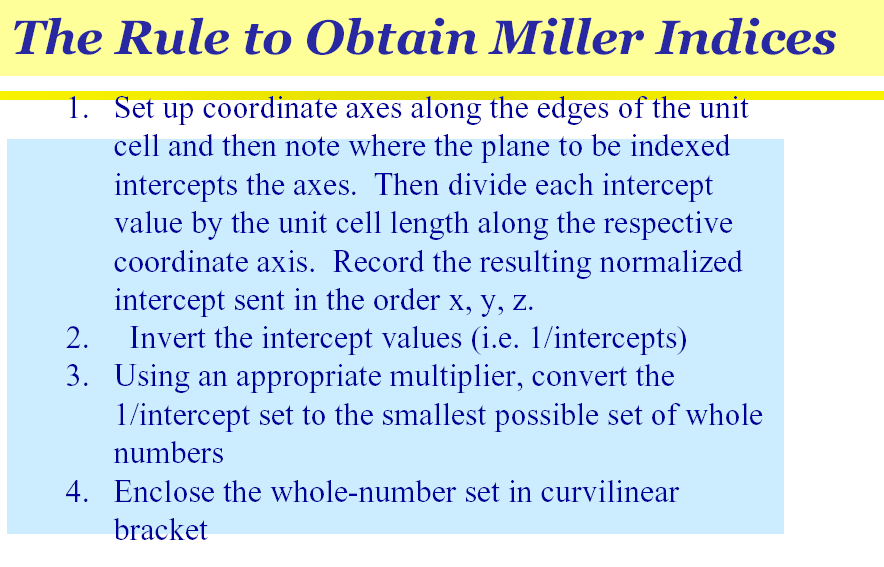 The Rule to Obtain Miller Indices
1. Set up coordinate axes along the edges of the unit
cell and then note where the plane to be indexed
intercepts the axes. Then divide each intercept
value by the unit cell length along the respective
coordinate axis. Record the resulting normalized
intercept sent in the order x, y, z.
2. Invert the intercept values (i.e. 1/intercepts)
3. Using an appropriate multiplier, convert the
1/intercept set to the smallest possible set of whole
numbers
4. Enclose the whole-number set in curvilinear
bracket